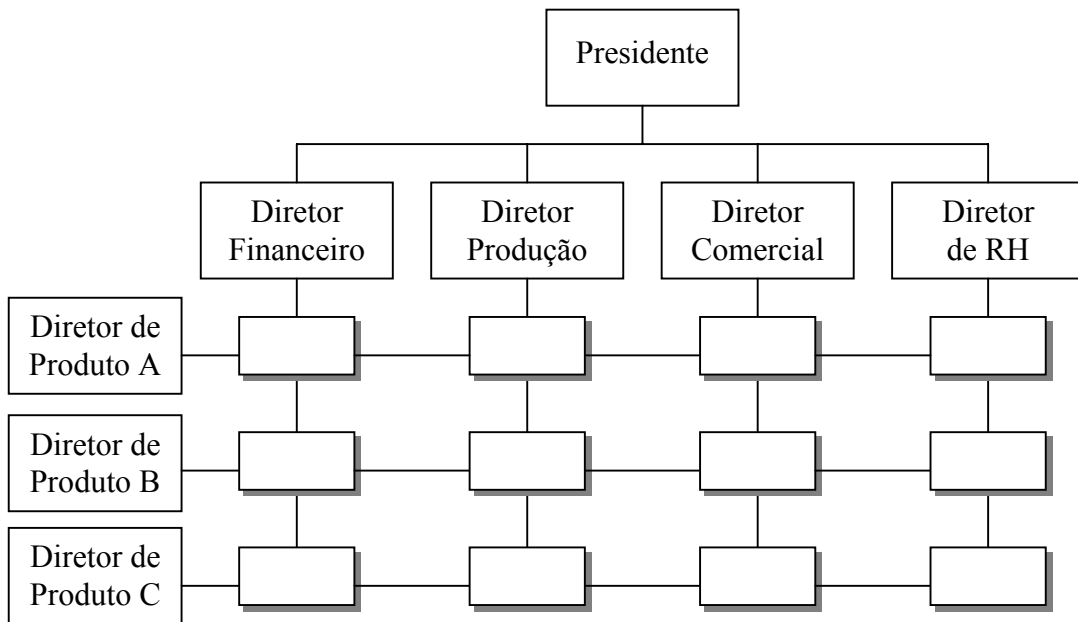 Presidente
Diretor
Financeiro
Diretor
Produção
Diretor
Comercial
Diretor
de RH
Diretor de
Produto A
Diretor de
Produto B
Diretor de
Produto C